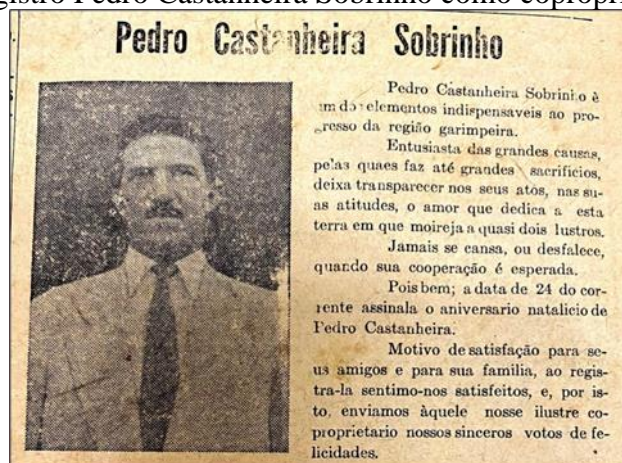 gistro Pedro Castanheira Sobrinho como copropri
Pedro Castanheira Sobrinho
Pedro Castanheira Sobrinho è
um dos elementos indispensaveis ao pro-
gresso da região garimpeira.
Entusiasta das grandes causas,
pelas quaes faz até grandes sacrificios,
deixa transparecer nos seus atos, nas su-
as atitudes, o amor que dedica a esta
terra em que moireja a quasi dois lustros.
Jamais se cansa, ou desfalece,
quando sua cooperação é esperada.
Pois bem; a data de 24 do cor-
rente assinala o aniversario natalicio de
Pedro Castanheira.
Motivo de satisfação para se-
us amigos e para sua familia, ao regis-
tra-la sentimo-nos satisfeitos, e, por is-
to, enviamos àquele nosse ilustre co-
proprietario nossos sinceros votos de fe-
licidades.